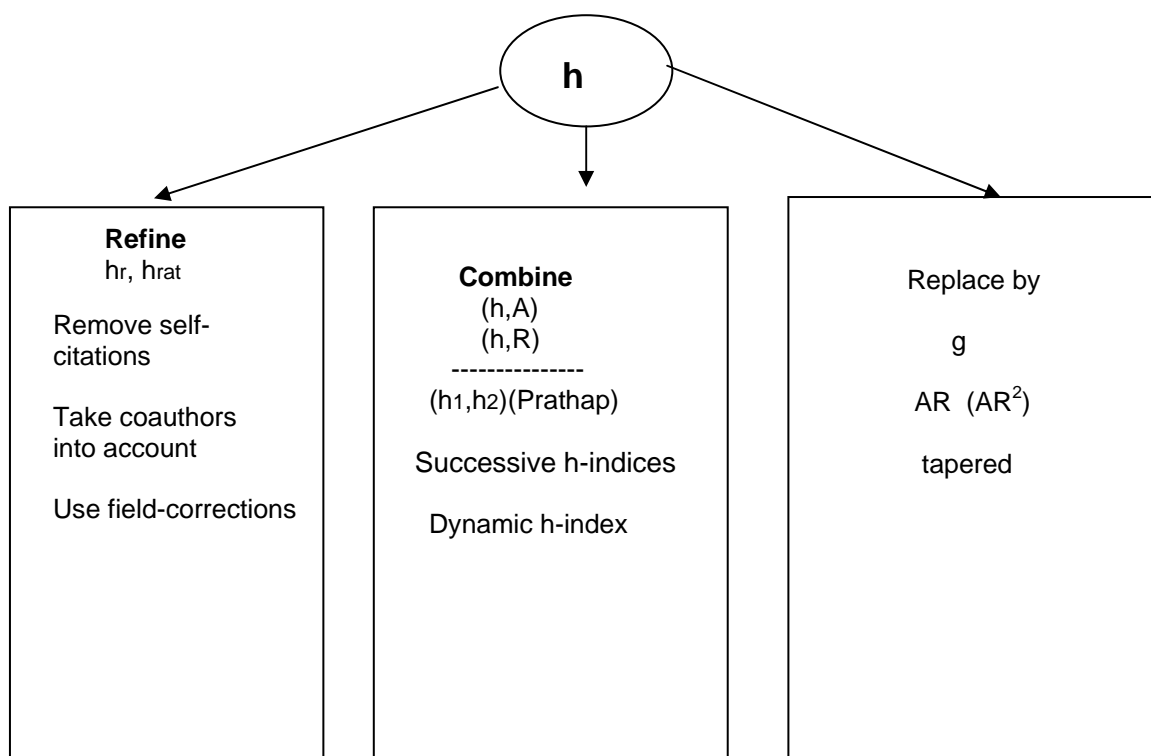 h
Refine
hr, hrat
Remove self-
citations
Take coauthors
into account
Use field-corrections
Combine
(h,A)
(h,R)
---------------
(h1,h2)(Prathap)
Successive h-indices
Dynamic h-index
Replace by
g
AR (AR²)
tapered